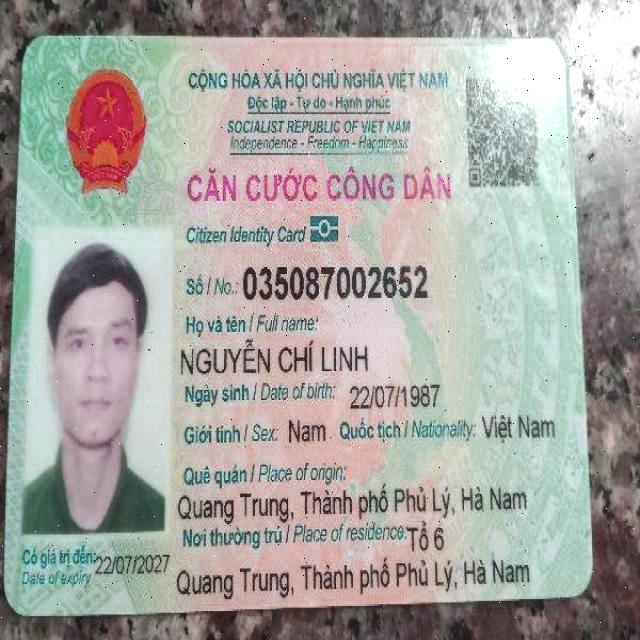 CỘNG HÒA XÃ HỘI CHỦ NGHĨA VIỆT NAM
Độc lập - Tự do - Hạnh phúc
SOCIALIST REPUBLIC OF VIET NAM
Independence - Freedom - Happiness
CĂN CƯỚC CÔNG DÂN
Citizen Identity Card
Số / No.: 035087002652
Họ và tên / Full name:
NGUYỄN CHÍ LINH
Ngày sinh / Date of birth: 22/07/1987
Giới tính / Sex: Nam Quốc tịch / Nationality: Việt Nam
Quê quán / Place of origin:
Quang Trung, Thành phố Phủ Lý, Hà Nam
Nơi thường trú / Place of residence: Tổ 6
Quang Trung, Thành phố Phủ Lý, Hà Nam
Có giá trị đến: 22/07/2027
Date of expiry